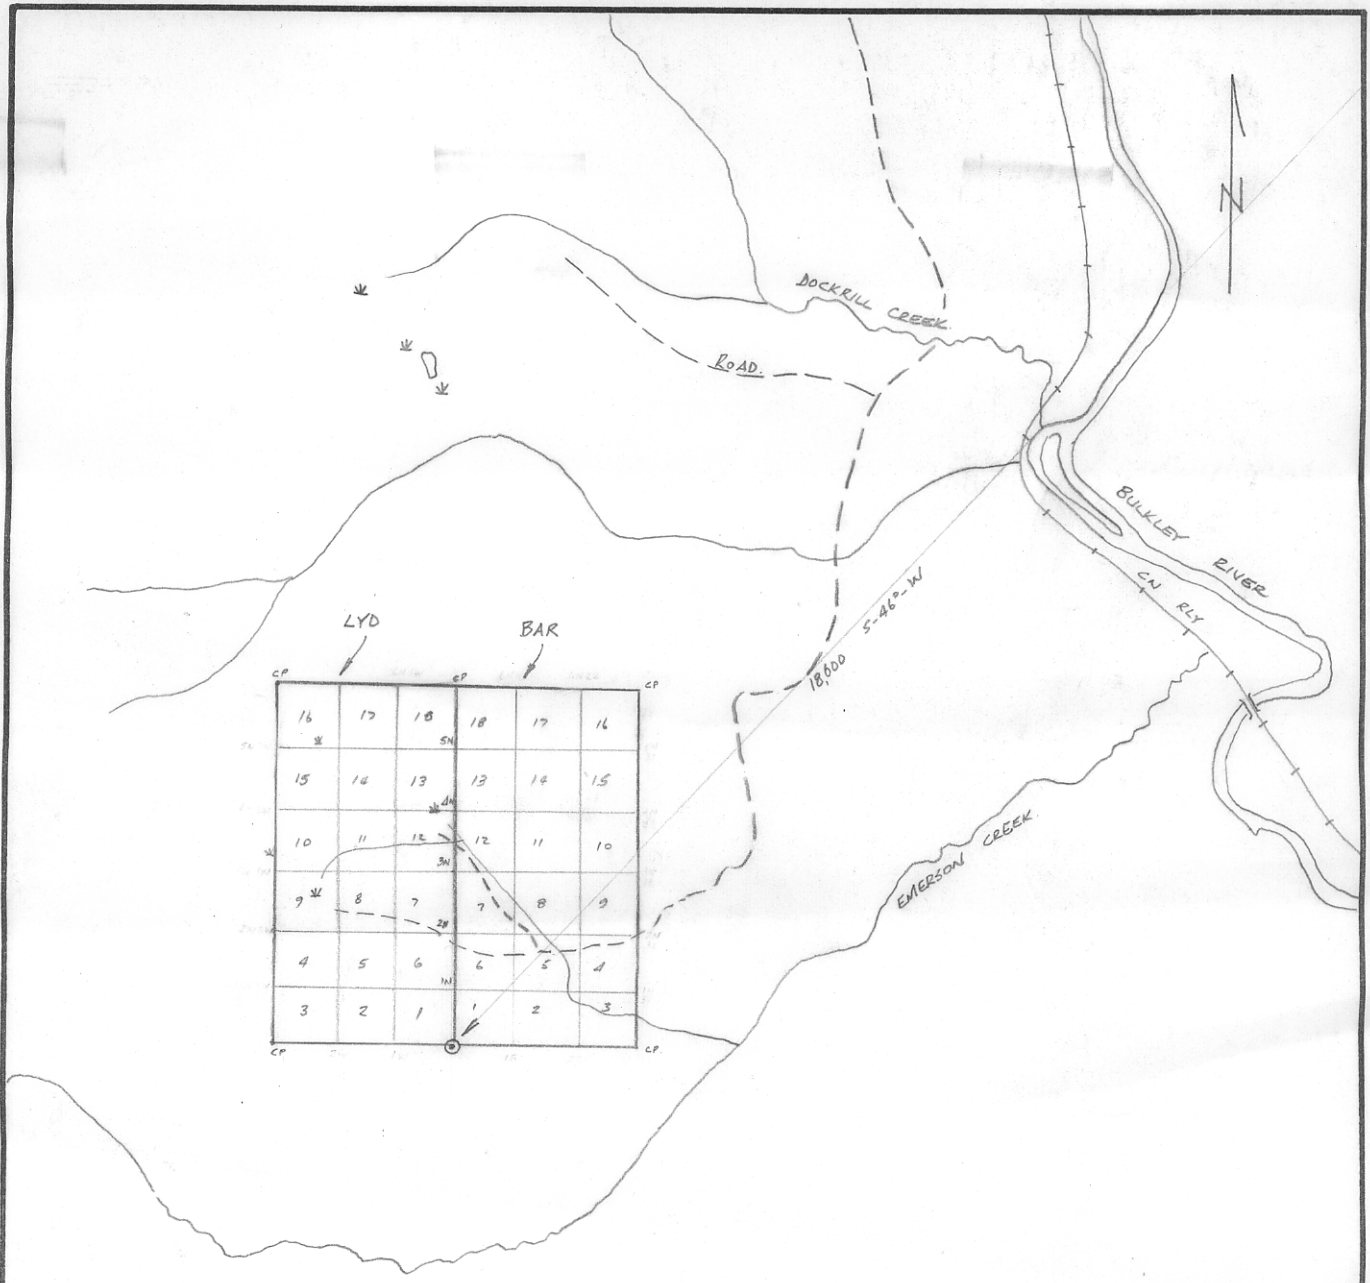 N
DOCKRILL CREEK
ROAD.
BULKLEY RIVER
CN RLY
S-46°-W
18,000
LYD
BAR
CP CP CP
16 17 18 18 17 16
5N
15 14 13 13 14 15
4N
10 11 12 12 11 10
3N
9 8 7 7 8 9
2N
4 5 6 6 5 4
1N
3 2 1 1 2 3
CP CP.
EMERSON CREEK